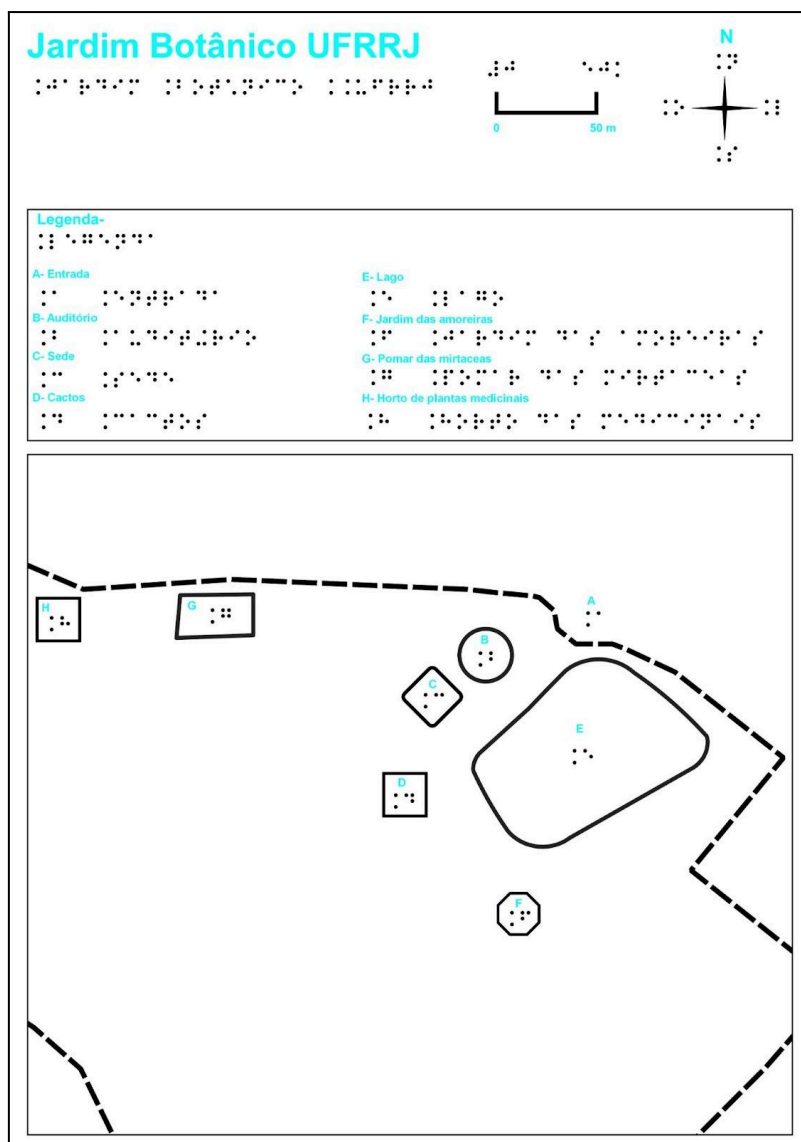 Jardim Botânico UFRRJ
N
0 50 m
Legenda-
A- Entrada
B- Auditório
C- Sede
D- Cactos
E- Lago
F- Jardim das amoreiras
G- Pomar das mirtaceas
H- Horto de plantas medicinais
A
H
G
B
C
E
D
F